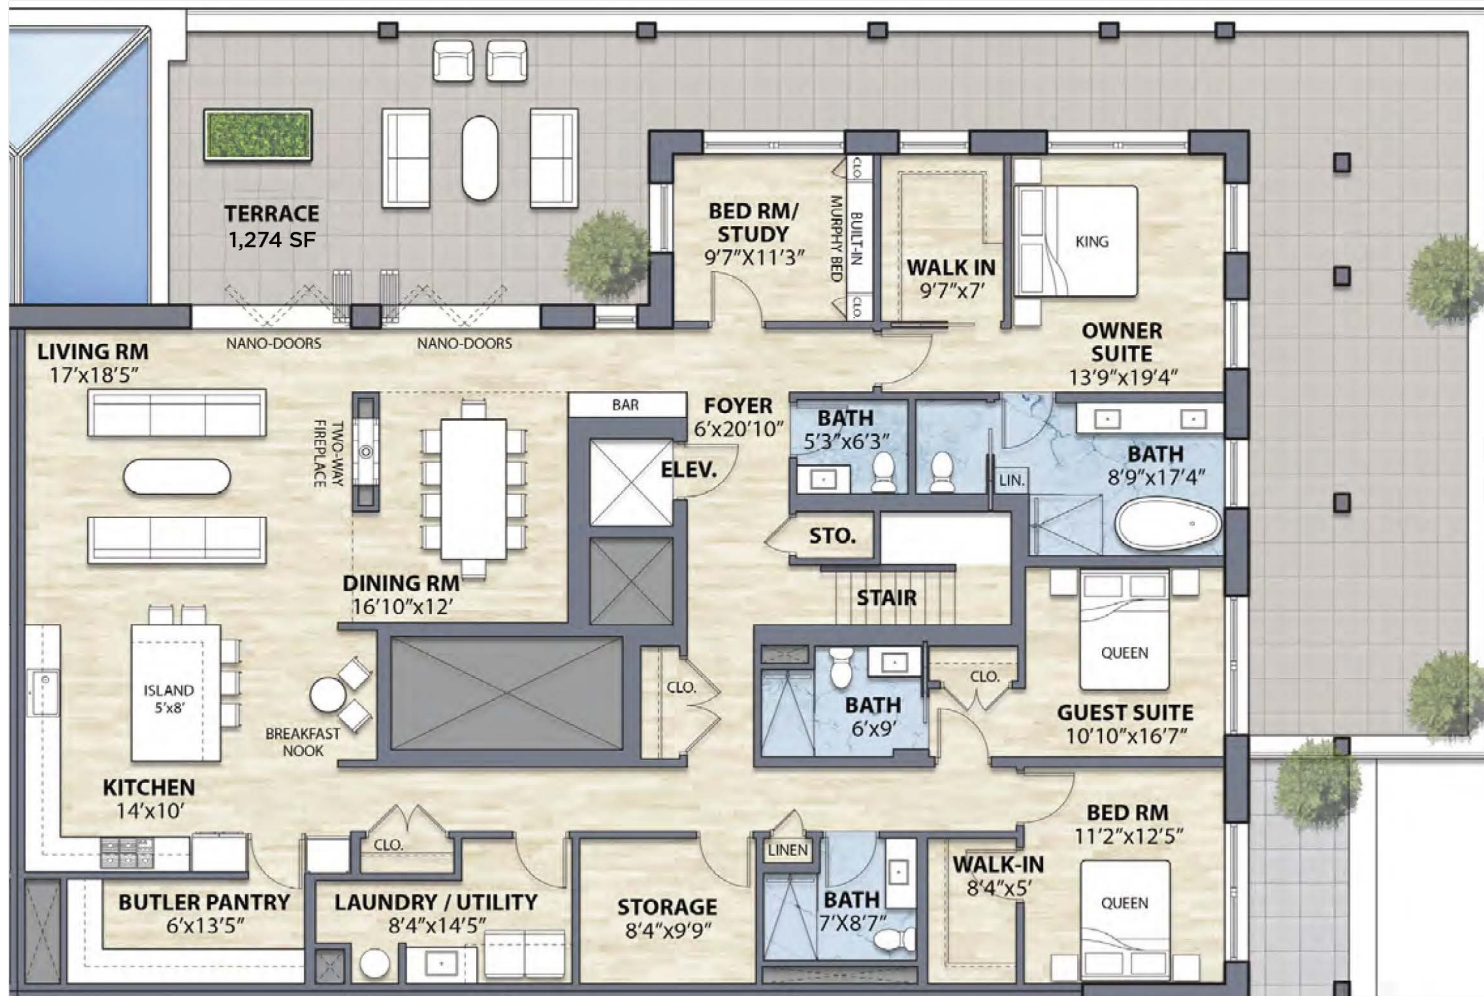 TERRACE
1,274 SF
BED RM/
STUDY
9'7"X11'3"
CLO.
BUILT-IN
MURPHY BED
CLO.
WALK IN
9'7"x7'
KING
OWNER
SUITE
13'9"x19'4"
NANO-DOORS
NANO-DOORS
LIVING RM
17'x18'5"
TWO-WAY
FIREPLACE
BAR
FOYER
6'x20'10"
BATH
5'3"x6'3"
BATH
8'9"x17'4"
LIN.
ELEV.
STO.
STAIR
DINING RM
16'10"x12'
ISLAND
5'x8'
BREAKFAST
NOOK
CLO.
BATH
6'x9'
CLO.
QUEEN
GUEST SUITE
10'10"x16'7"
KITCHEN
14'x10'
CLO.
LINEN
BED RM
11'2"x12'5"
WALK-IN
8'4"x5'
QUEEN
BUTLER PANTRY
6'x13'5"
LAUNDRY / UTILITY
8'4"x14'5"
STORAGE
8'4"x9'9"
BATH
7'X8'7"